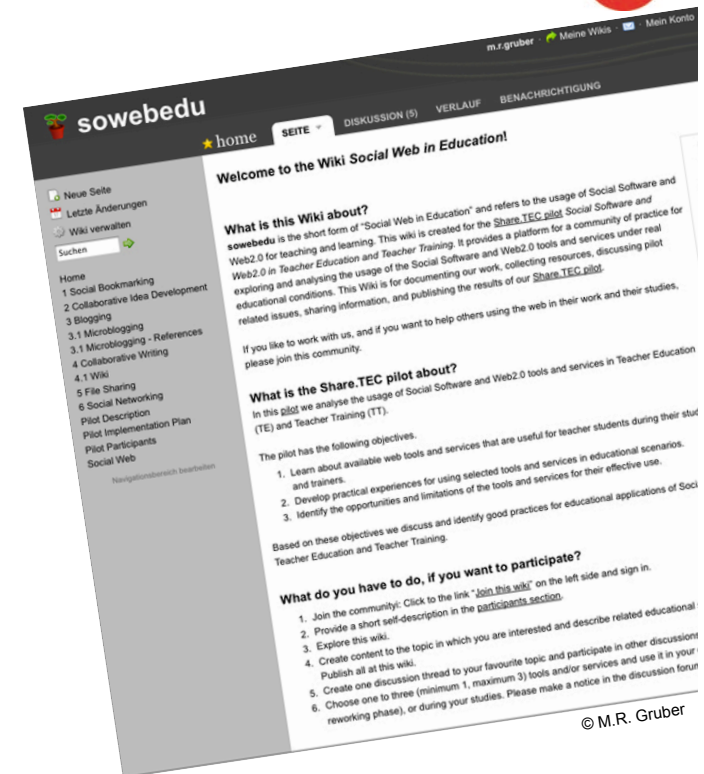 m.r.gruber · Meine Wikis · · Mein Konto
sowebedu
home SEITE DISKUSSION (5) VERLAUF BENACHRICHTIGUNG
Neue Seite
Letzte Änderungen
Wiki verwalten
Suchen
Home
1 Social Bookmarking
2 Collaborative Idea Development
3 Blogging
3.1 Microblogging
3.1 Microblogging - References
4 Collaborative Writing
4.1 Wiki
5 File Sharing
6 Social Networking
Pilot Description
Pilot Implementation Plan
Pilot Participants
Social Web
Navigationsbereich bearbeiten
Welcome to the Wiki Social Web in Education!
What is this Wiki about?
sowebedu is the short form of "Social Web in Education" and refers to the usage of Social Software and
Web2.0 for teaching and learning. This wiki is created for the Share.TEC pilot Social Software and
Web2.0 in Teacher Education and Teacher Training. It provides a platform for a community of practice for
exploring and analysing the usage of the Social Software and Web2.0 tools and services under real
educational conditions. This Wiki is for documenting our work, collecting resources, discussing pilot
related issues, sharing information, and publishing the results of our Share.TEC pilot.
If you like to work with us, and if you want to help others using the web in their work and their studies,
please join this community.
What is the Share.TEC pilot about?
In this pilot we analyse the usage of Social Software and Web2.0 tools and services in Teacher Education
(TE) and Teacher Training (TT).
The pilot has the following objectives.
1. Learn about available web tools and services that are useful for teacher students during their stud
and trainers.
2. Develop practical experiences for using selected tools and services in educational scenarios.
3. Identify the opportunities and limitations of the tools and services for their effective use.
Based on these objectives we discuss and identify good practices for educational applications of Soci
Teacher Education and Teacher Training.
What do you have to do, if you want to participate?
1. Join the communityi: Click to the link "Join this wiki" on the left side and sign in.
2. Provide a short self-description in the participants section.
3. Explore this wiki.
4. Create content to the topic in which you are interested and describe related educational
Publish all at this wiki.
5. Create one discussion thread to your favourite topic and participate in other discussions
6. Choose one to three (minimum 1, maximum 3) tools and/or services and use it in your
reworking phase), or during your studies. Please make a notice in the discussion forum
© M.R. Gruber